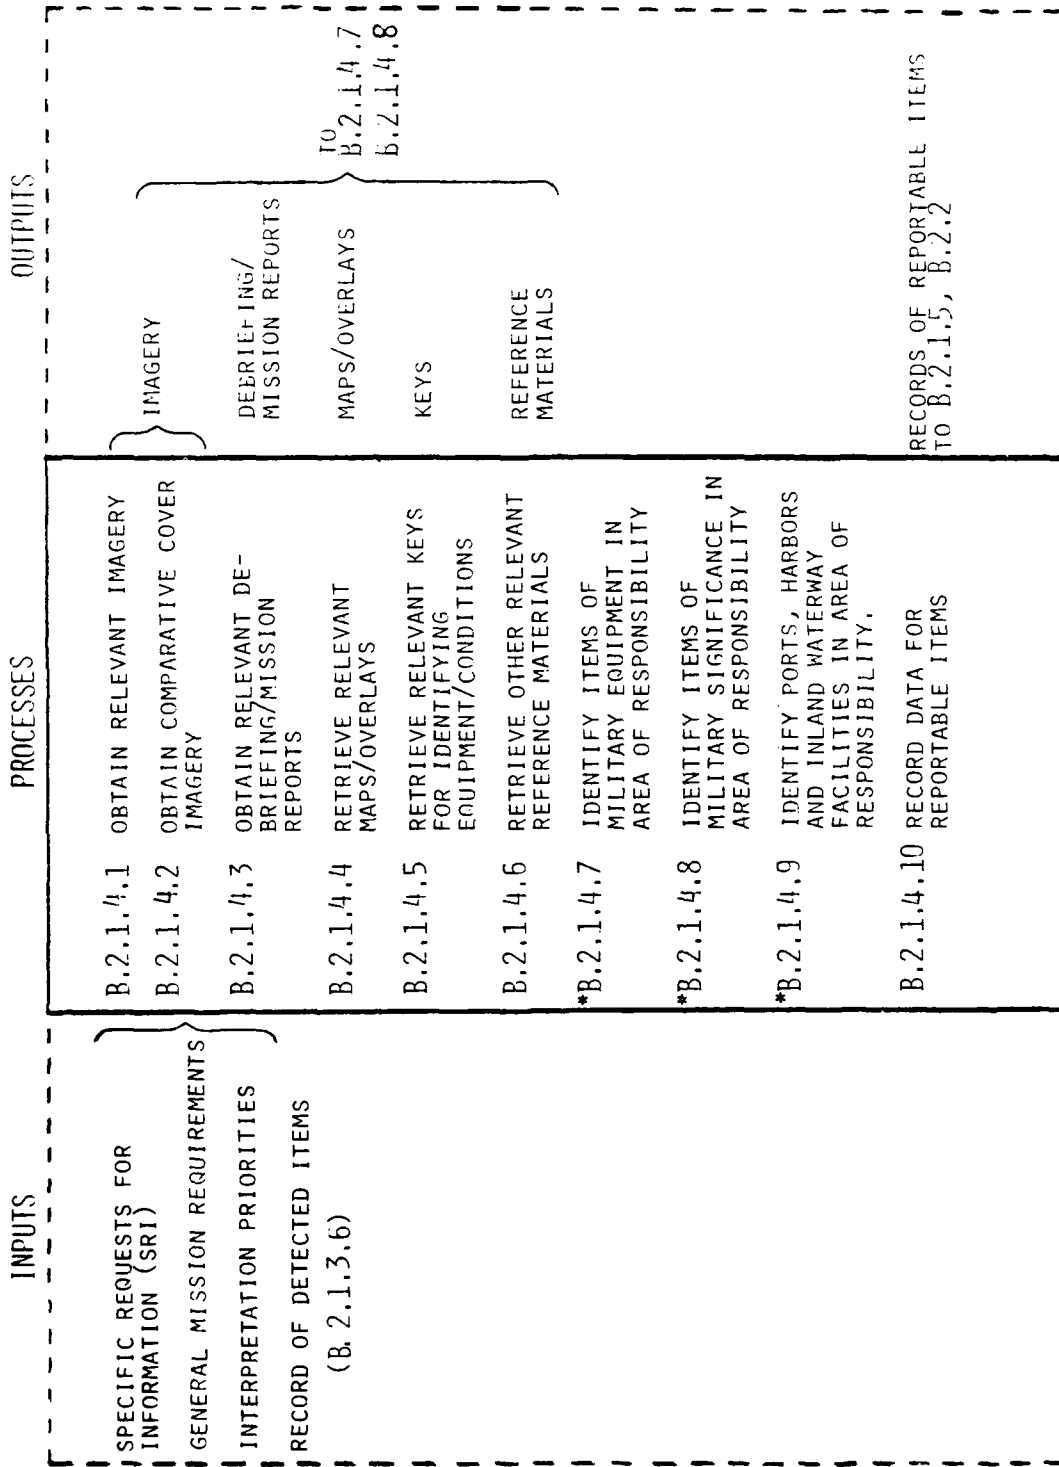 INPUTS
SPECIFIC REQUESTS FOR
INFORMATION (SRI)
GENERAL MISSION REQUIREMENTS
INTERPRETATION PRIORITIES
RECORD OF DETECTED ITEMS
(B.2.1.3.6)
PROCESSES
B.2.1.4.1 OBTAIN RELEVANT IMAGERY
B.2.1.4.2 OBTAIN COMPARATIVE COVER
IMAGERY
B.2.1.4.3 OBTAIN RELEVANT DE-
BRIEFING/MISSION
REPORTS
B.2.1.4.4 RETRIEVE RELEVANT
MAPS/OVERLAYS
B.2.1.4.5 RETRIEVE RELEVANT KEYS
FOR IDENTIFYING
EQUIPMENT/CONDITIONS
B.2.1.4.6 RETRIEVE OTHER RELEVANT
REFERENCE MATERIALS
*B.2.1.4.7 IDENTIFY ITEMS OF
MILITARY EQUIPMENT IN
AREA OF RESPONSIBILITY
*B.2.1.4.8 IDENTIFY ITEMS OF
MILITARY SIGNIFICANCE IN
AREA OF RESPONSIBILITY
*B.2.1.4.9 IDENTIFY PORTS, HARBORS
AND INLAND WATERWAY
FACILITIES IN AREA OF
RESPONSIBILITY.
B.2.1.4.10 RECORD DATA FOR
REPORTABLE ITEMS
OUTPUTS
IMAGERY
DEBRIEFING/
MISSION REPORTS
MAPS/OVERLAYS
KEYS
REFERENCE
MATERIALS
TO
B.2.1.4.7
B.2.1.4.8
RECORDS OF REPORTABLE ITEMS
TO B.2.1.5, B.2.2